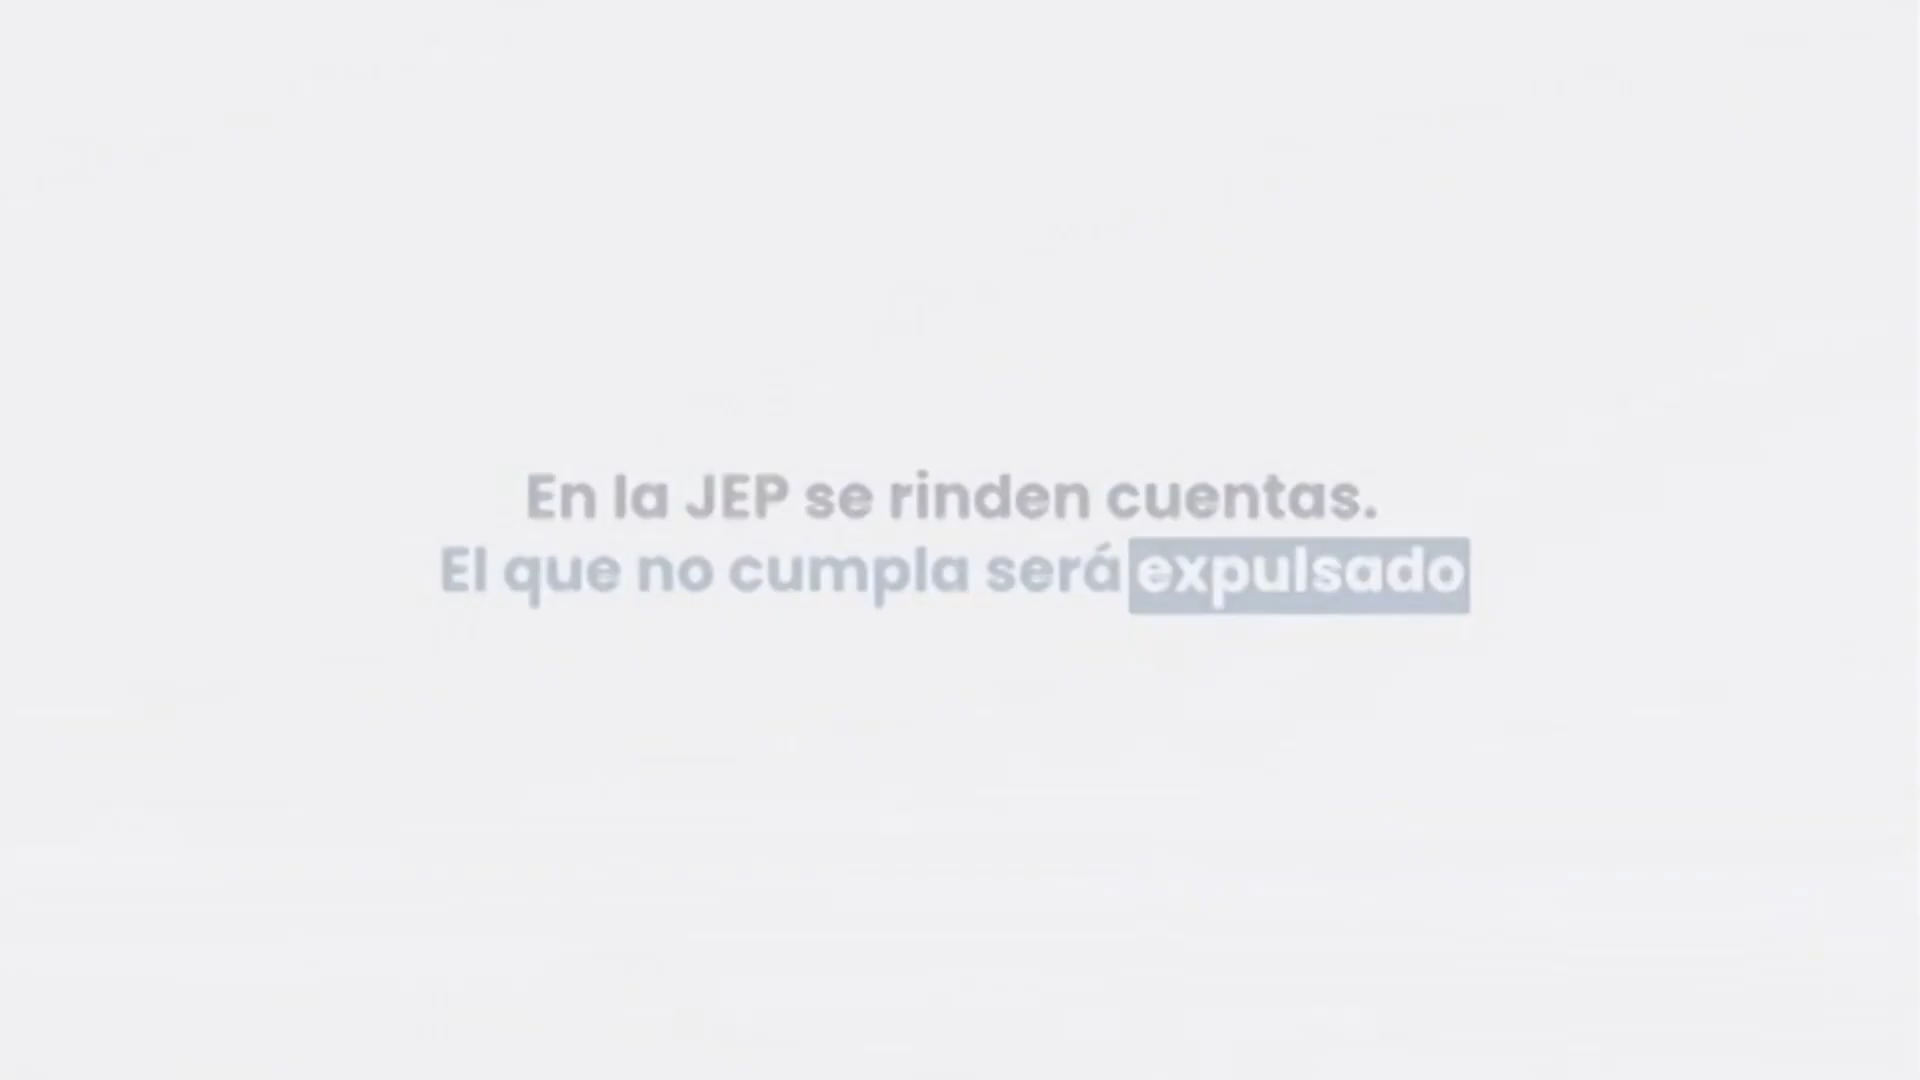 En la JEP se rinden cuentas.
El que no cumpla será expulsado